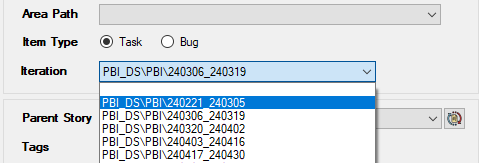 Area Path
Item Type Task Bug
Iteration PBI_DS\PBI\240306_240319
PBI_DS\PBI\240221_240305
Parent Story PBI_DS\PBI\240306_240319
PBI_DS\PBI\240320_240402
Tags PBI_DS\PBI\240403_240416
PBI_DS\PBI\240417_240430